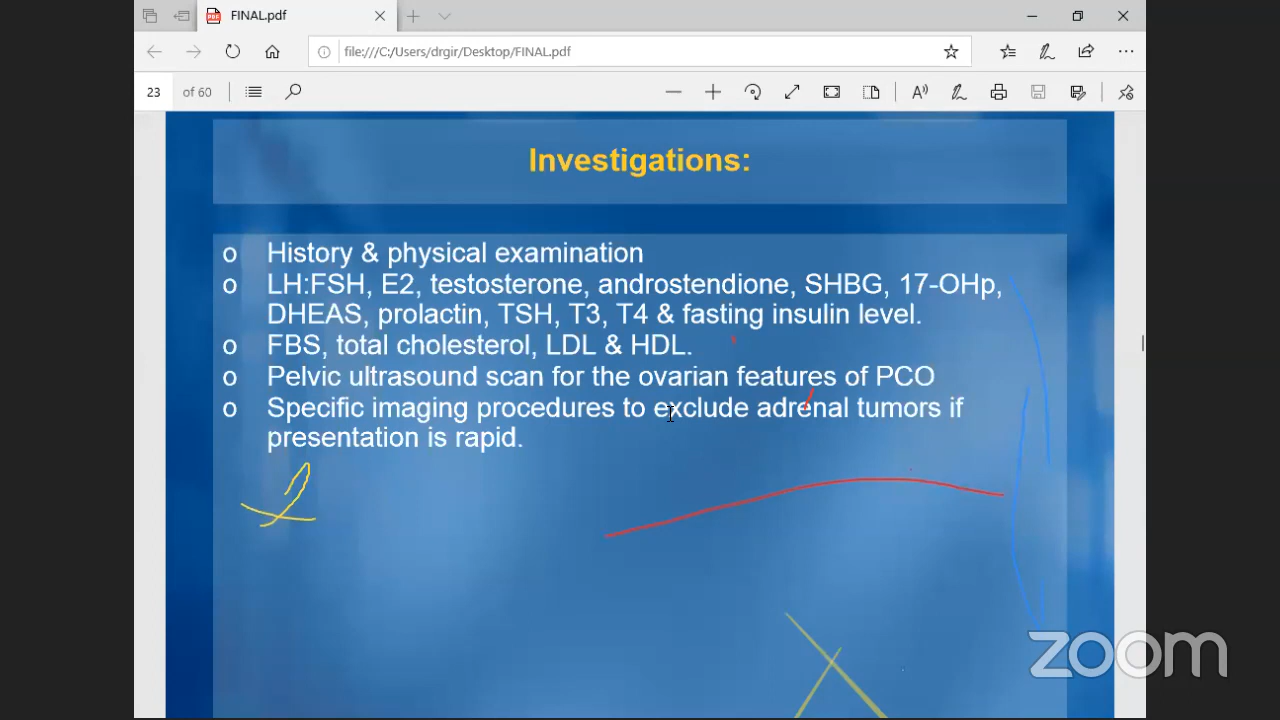 FINAL.pdf
file:///C:/Users/drgir/Desktop/FINAL.pdf
23 of 60
Investigations:
o History & physical examination
o LH:FSH, E2, testosterone, androstendione, SHBG, 17-OHp,
DHEAS, prolactin, TSH, T3, T4 & fasting insulin level.
o FBS, total cholesterol, LDL & HDL.
o Pelvic ultrasound scan for the ovarian features of PCO
o Specific imaging procedures to exclude adrenal tumors if
presentation is rapid.
zoom